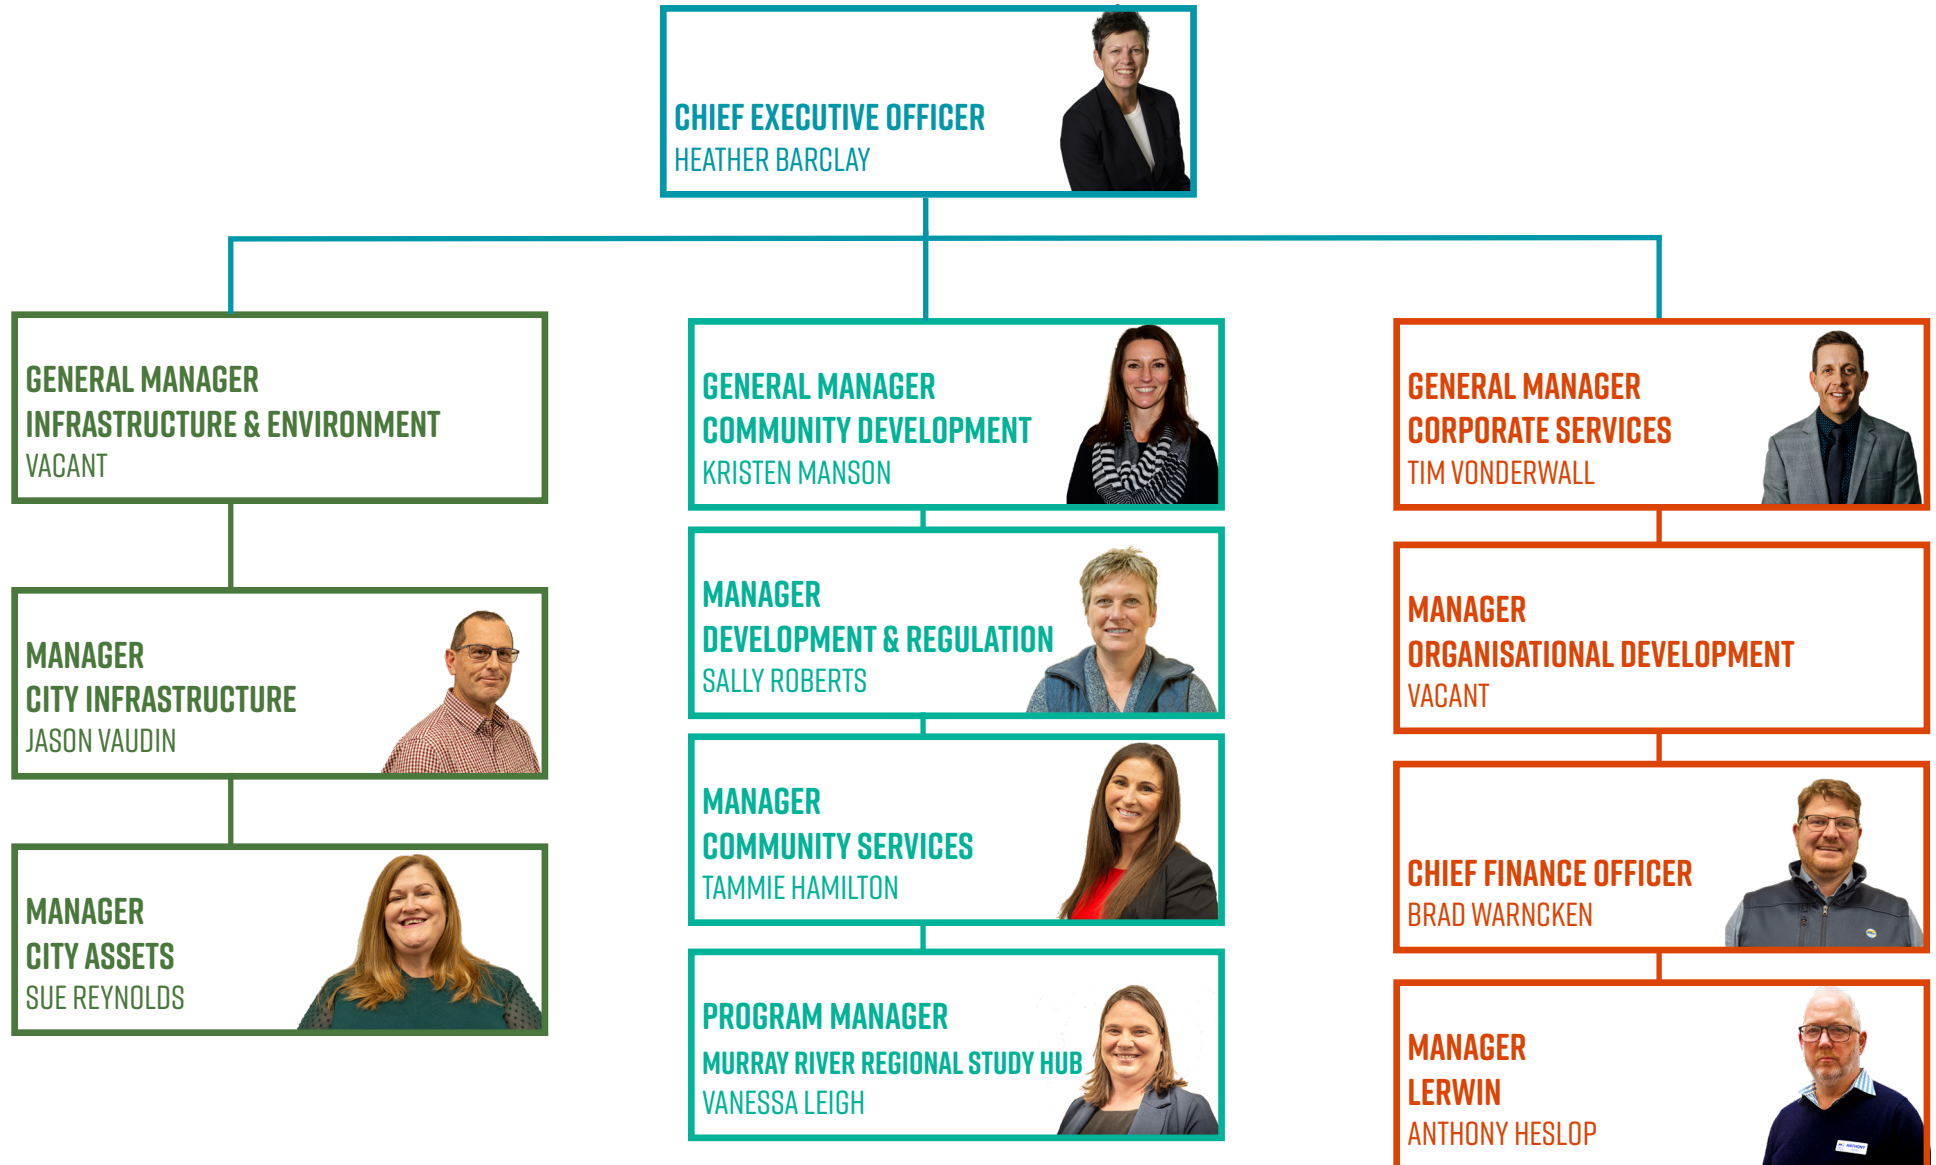 CHIEF EXECUTIVE OFFICER
HEATHER BARCLAY
GENERAL MANAGER
INFRASTRUCTURE & ENVIRONMENT
VACANT
MANAGER
CITY INFRASTRUCTURE
JASON VAUDIN
MANAGER
CITY ASSETS
SUE REYNOLDS
GENERAL MANAGER
COMMUNITY DEVELOPMENT
KRISTEN MANSON
MANAGER
DEVELOPMENT & REGULATION
SALLY ROBERTS
MANAGER
COMMUNITY SERVICES
TAMMIE HAMILTON
PROGRAM MANAGER
MURRAY RIVER REGIONAL STUDY HUB
VANESSA LEIGH
GENERAL MANAGER
CORPORATE SERVICES
TIM VONDERWALL
MANAGER
ORGANISATIONAL DEVELOPMENT
VACANT
CHIEF FINANCE OFFICER
BRAD WARNCKEN
MANAGER
LERWIN
ANTHONY HESLOP
ANTHONY